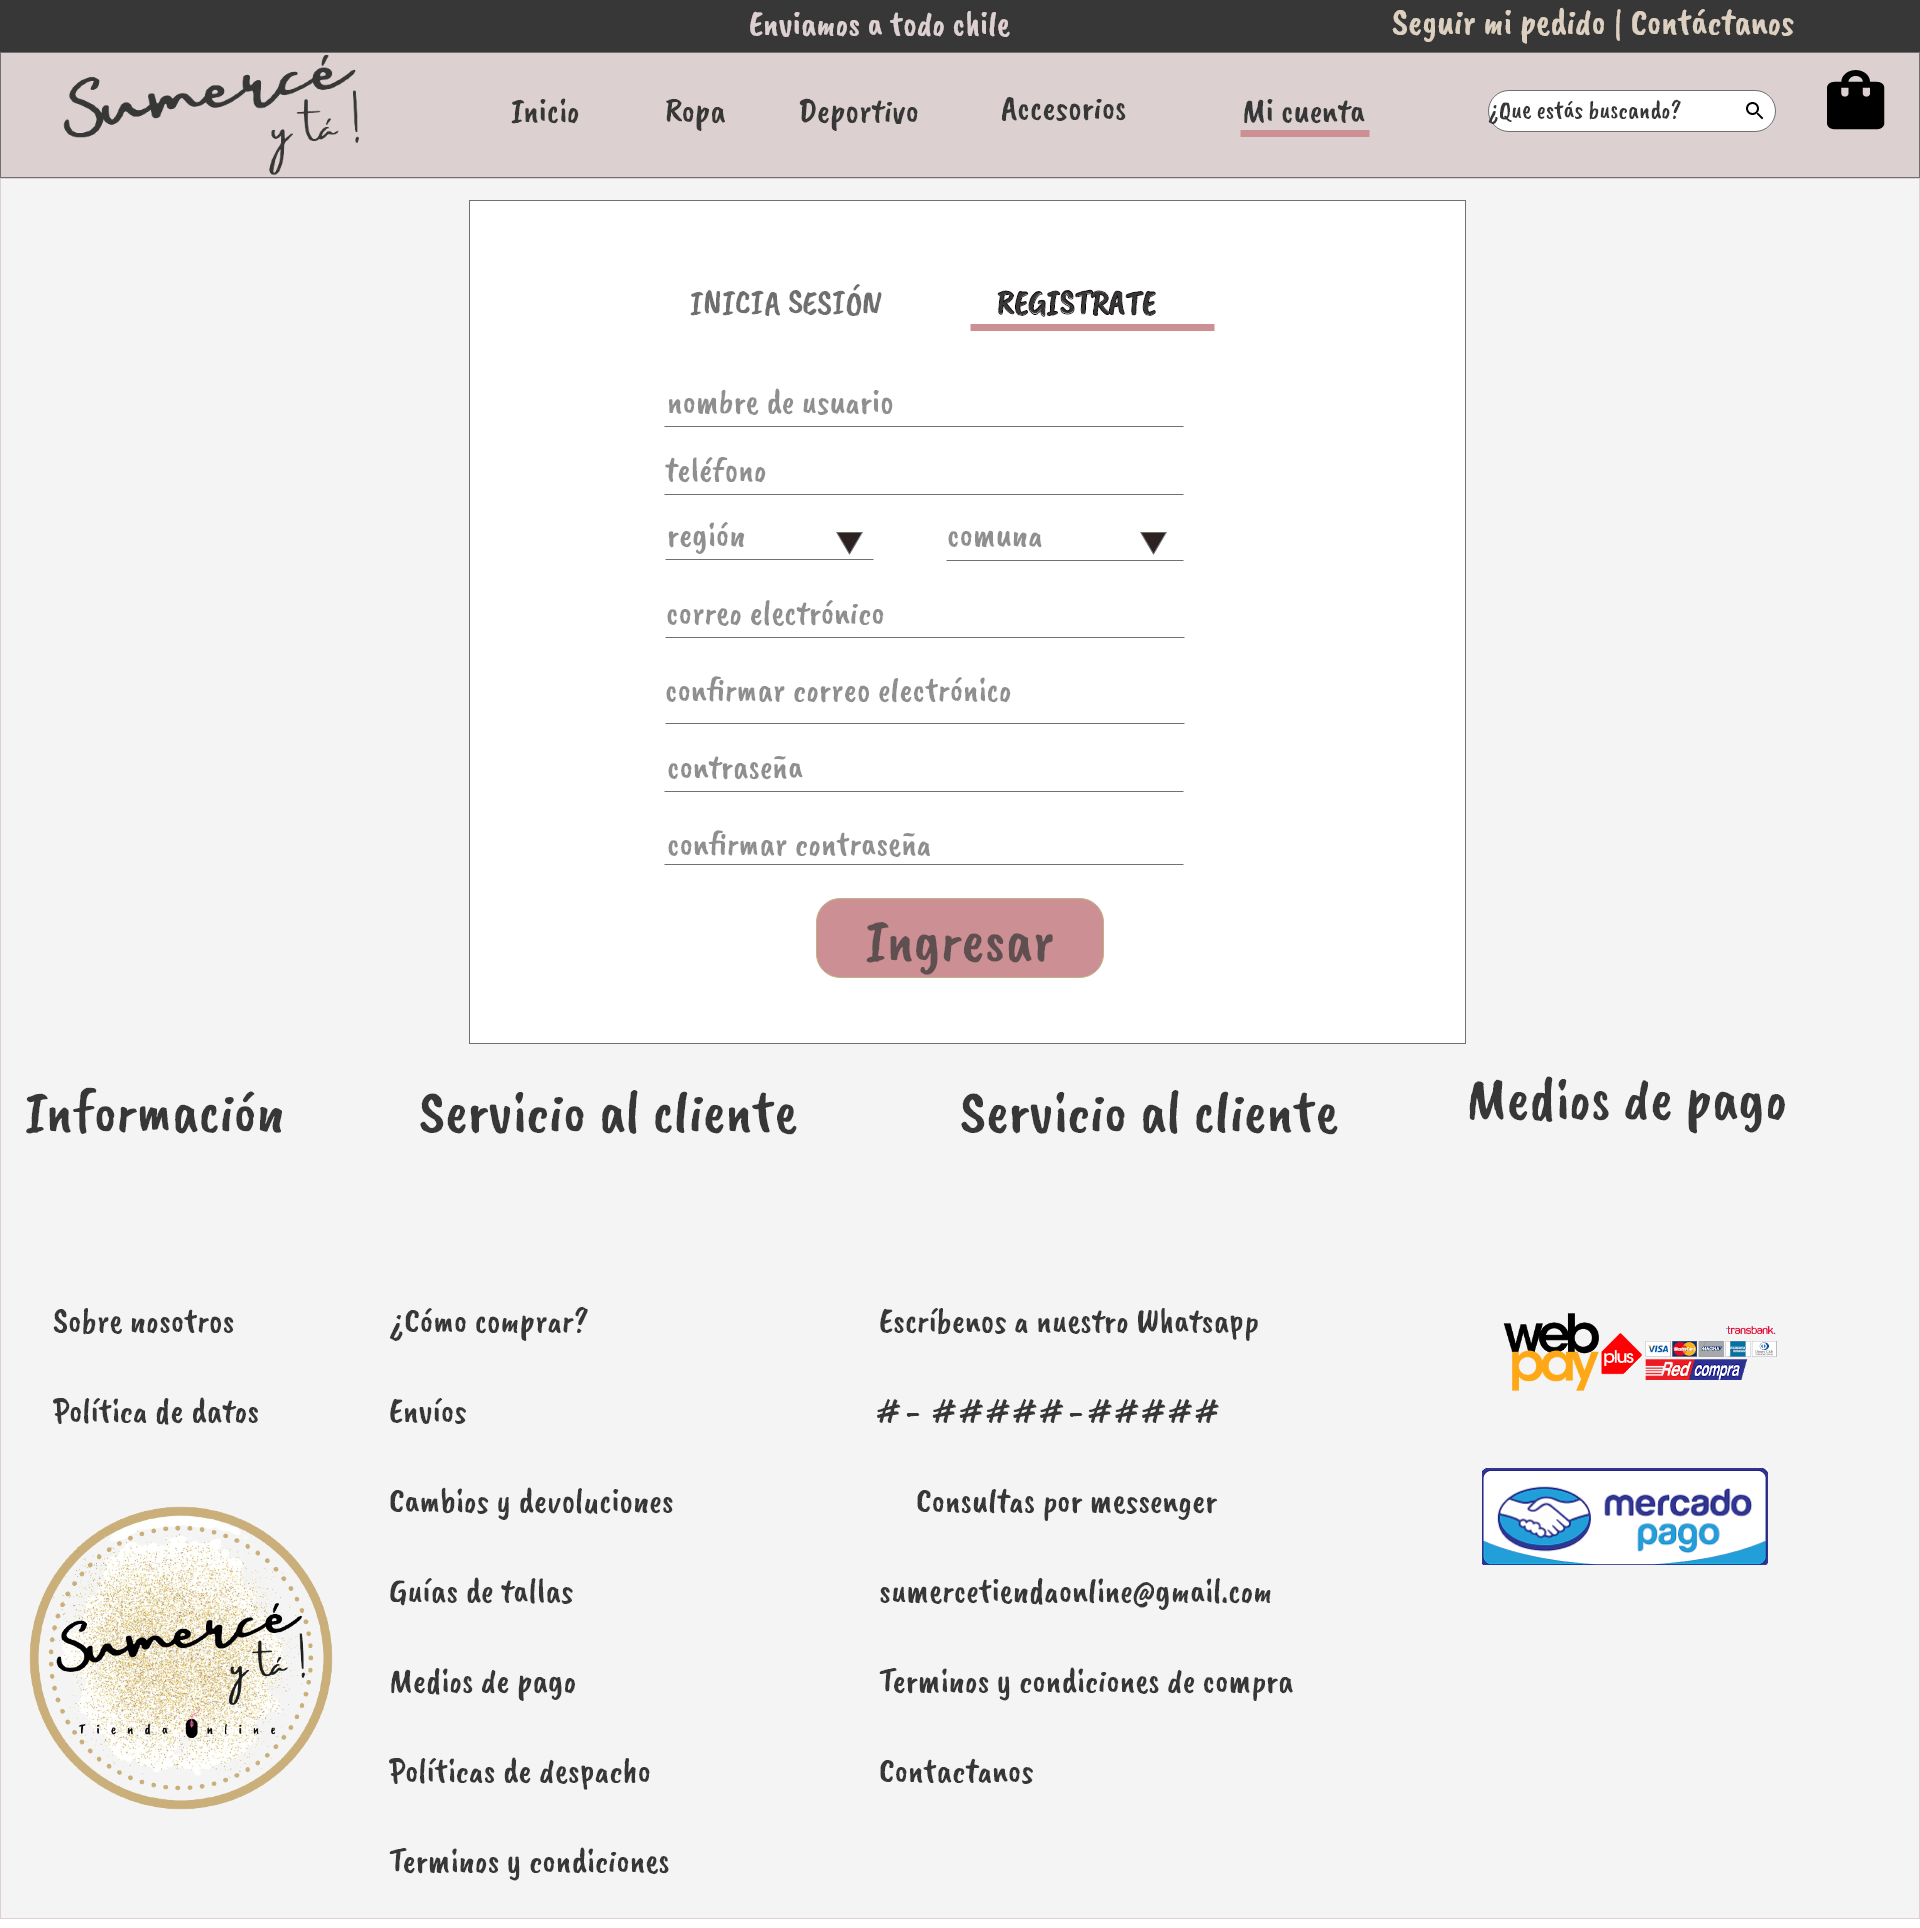 Enviamos a todo chile
Seguir mi pedido | Contáctanos
Sumercé
y tá !
Inicio
Ropa
Deportivo
Accesorios
Mi cuenta
¿Que estás buscando?
INICIA SESIÓN
REGISTRATE
nombre de usuario
teléfono
región
comuna
correo electrónico
confirmar correo electrónico
contraseña
confirmar contraseña
Ingresar
Información
Servicio al cliente
Servicio al cliente
Medios de pago
Sobre nosotros
Política de datos
Sumercé
y tá !
Tienda Online
¿Cómo comprar?
Envíos
Cambios y devoluciones
Guías de tallas
Medios de pago
Políticas de despacho
Terminos y condiciones
Escríbenos a nuestro Whatsapp
#- #####-#####
Consultas por messenger
sumercetiendaonline@gmail.com
Terminos y condiciones de compra
Contactanos
web
pay
plus
transbank.
VISA
Red compra
mercado
pago